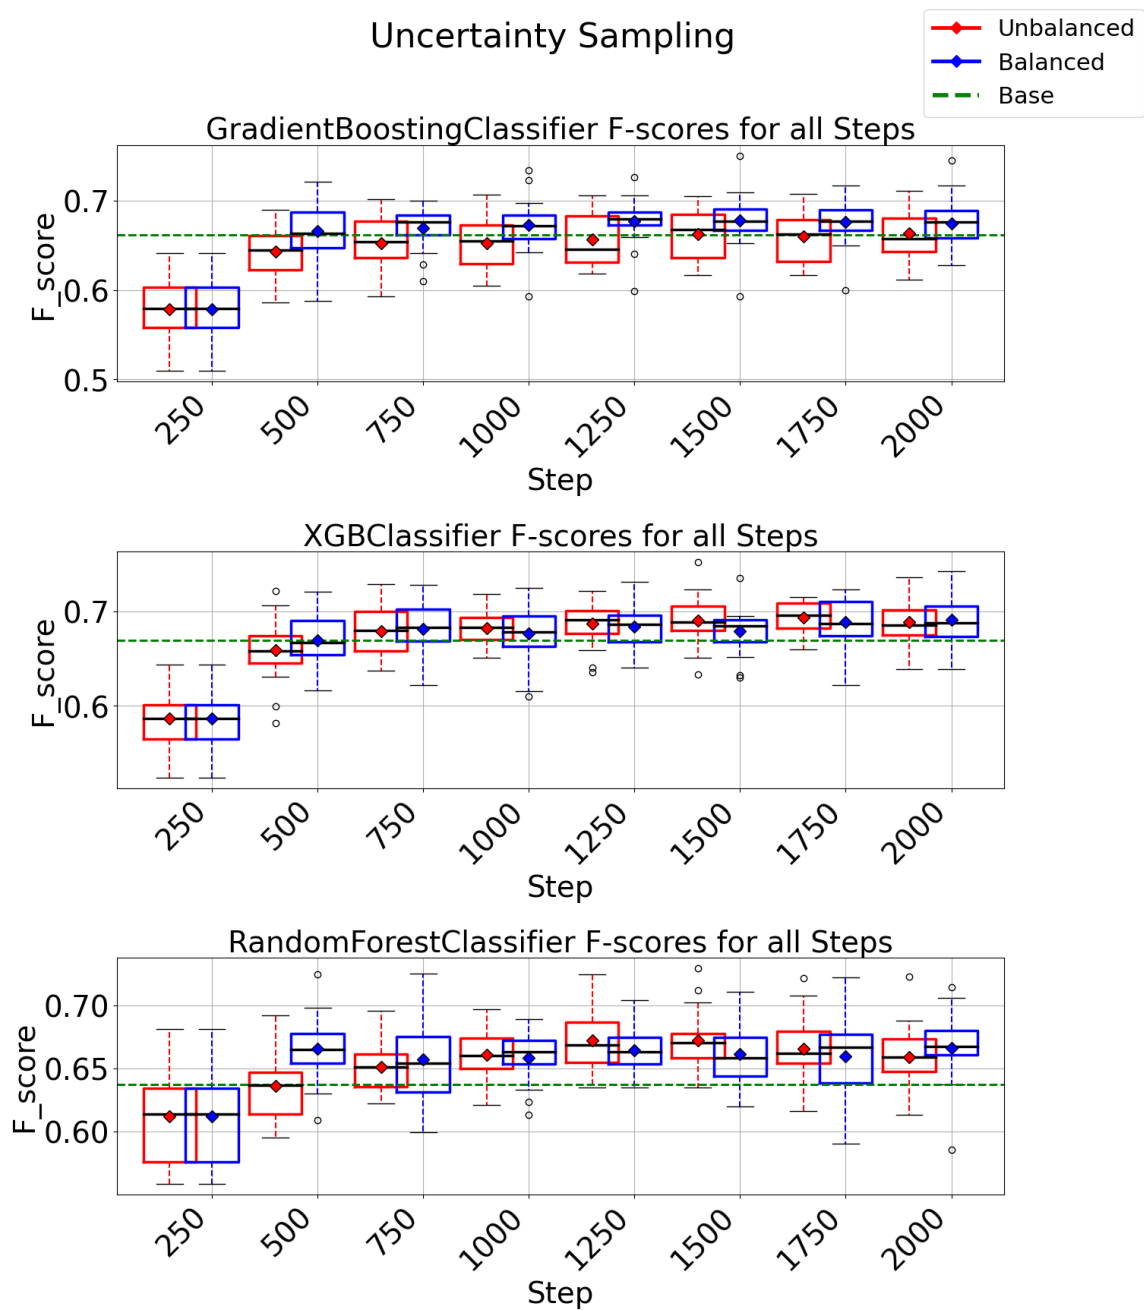 Uncertainty Sampling
Unbalanced
Balanced
Base
GradientBoostingClassifier F-scores for all Steps
F_score
0.7
0.6
0.5
250 500 750 1000 1250 1500 1750 2000
Step
XGBClassifier F-scores for all Steps
F_score
0.7
0.6
250 500 750 1000 1250 1500 1750 2000
Step
RandomForestClassifier F-scores for all Steps
F_score
0.70
0.65
0.60
250 500 750 1000 1250 1500 1750 2000
Step